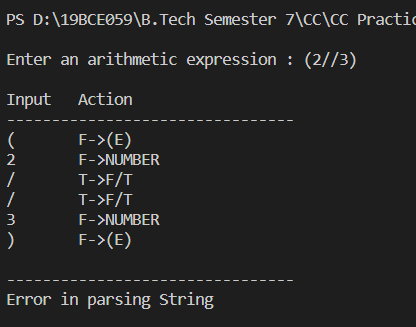 PS D:\19BCE059\B.Tech Semester 7\CC\CC Practic
Enter an arithmetic expression : (2//3)
Input Action
-------------------------------
( F->(E)
2 F->NUMBER
/ T->F/T
/ T->F/T
3 F->NUMBER
) F->(E)
-------------------------------
Error in parsing String